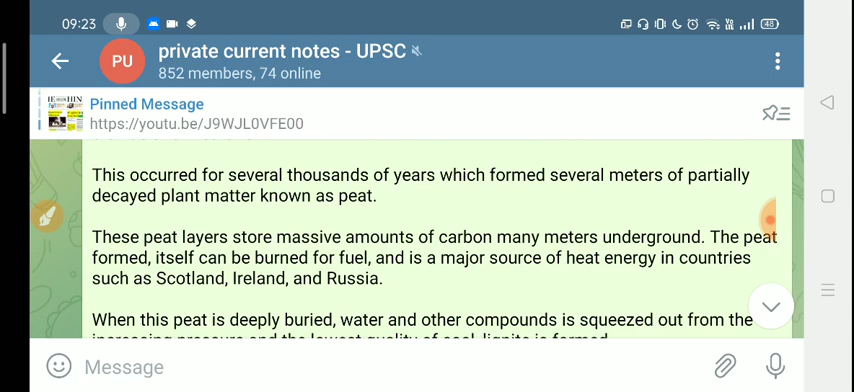 09:23
48
PU
private current notes - UPSC
852 members, 74 online
Pinned Message
https://youtu.be/J9WJL0VFE00
This occurred for several thousands of years which formed several meters of partially
decayed plant matter known as peat.
These peat layers store massive amounts of carbon many meters underground. The peat
formed, itself can be burned for fuel, and is a major source of heat energy in countries
such as Scotland, Ireland, and Russia.
When this peat is deeply buried, water and other compounds is squeezed out from the
increasing pressure and the lowest quality of coal, lignite is formed.
Message